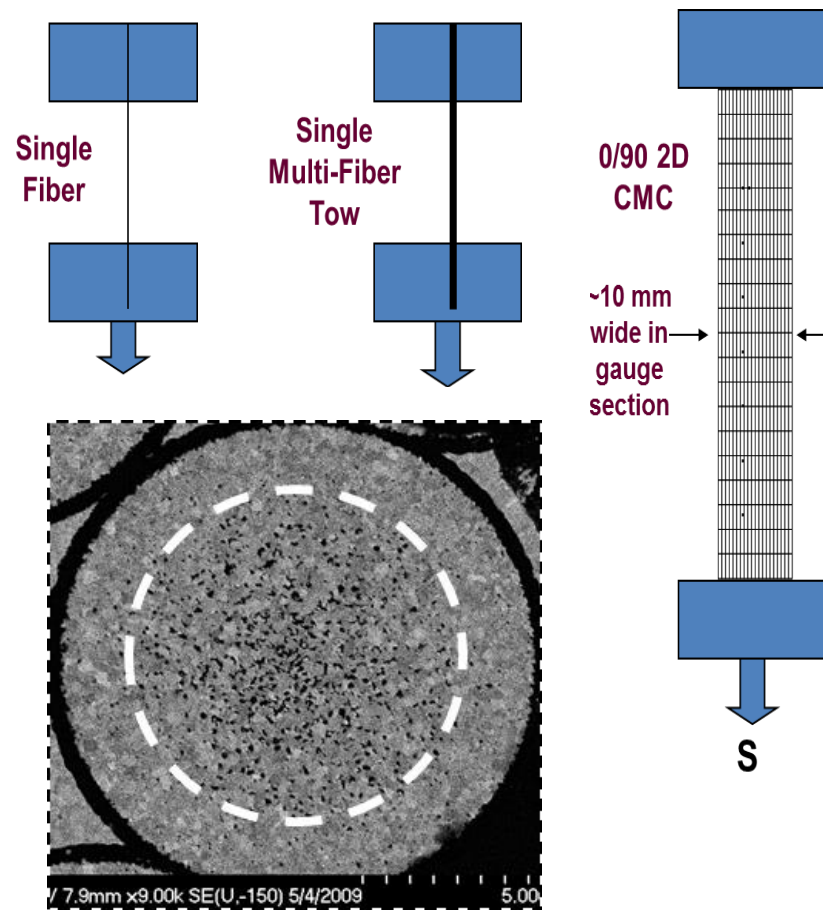 Single
Fiber
Single
Multi-Fiber
Tow
0/90 2D
CMC
~10 mm
wide in
gauge
section
S
/ 7.9mm x9.00k SE(U,-150) 5/4/2009
5.00